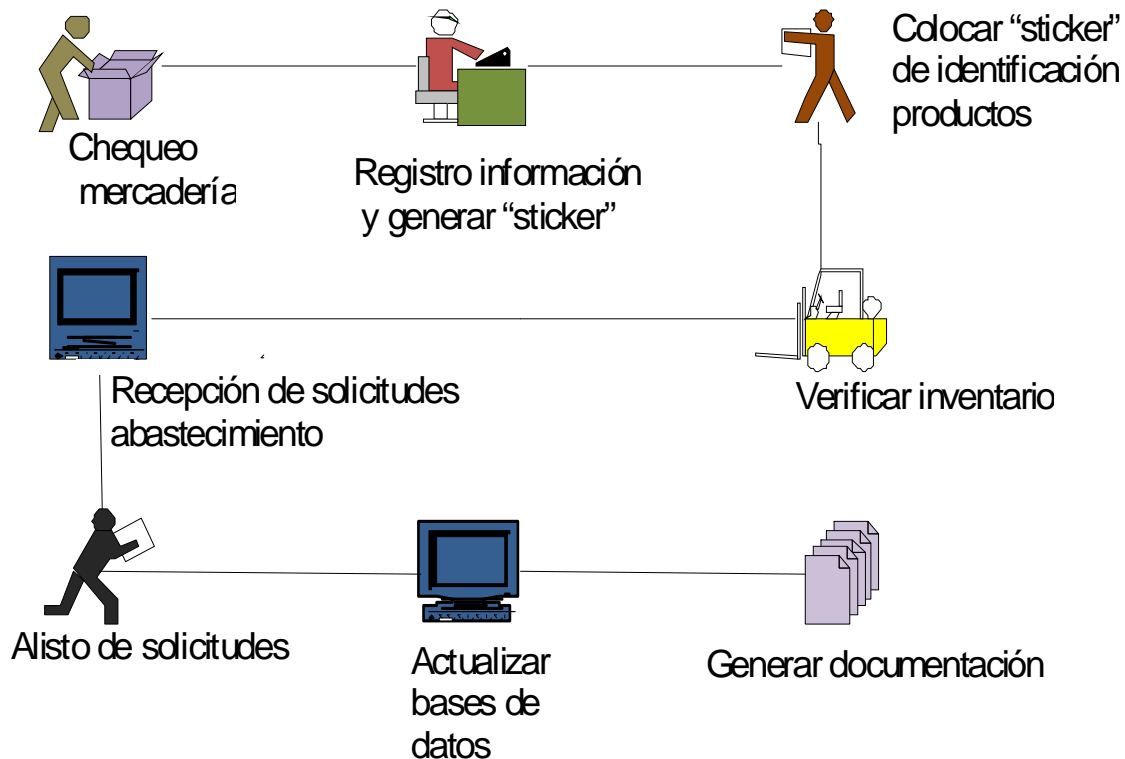 Colocar “sticker”
de identificación
productos
Chequeo
mercadería
Registro información
y generar “sticker”
Recepción de solicitudes
abastecimiento
Verificar inventario
Alisto de solicitudes
Actualizar
bases de
datos
Generar documentación